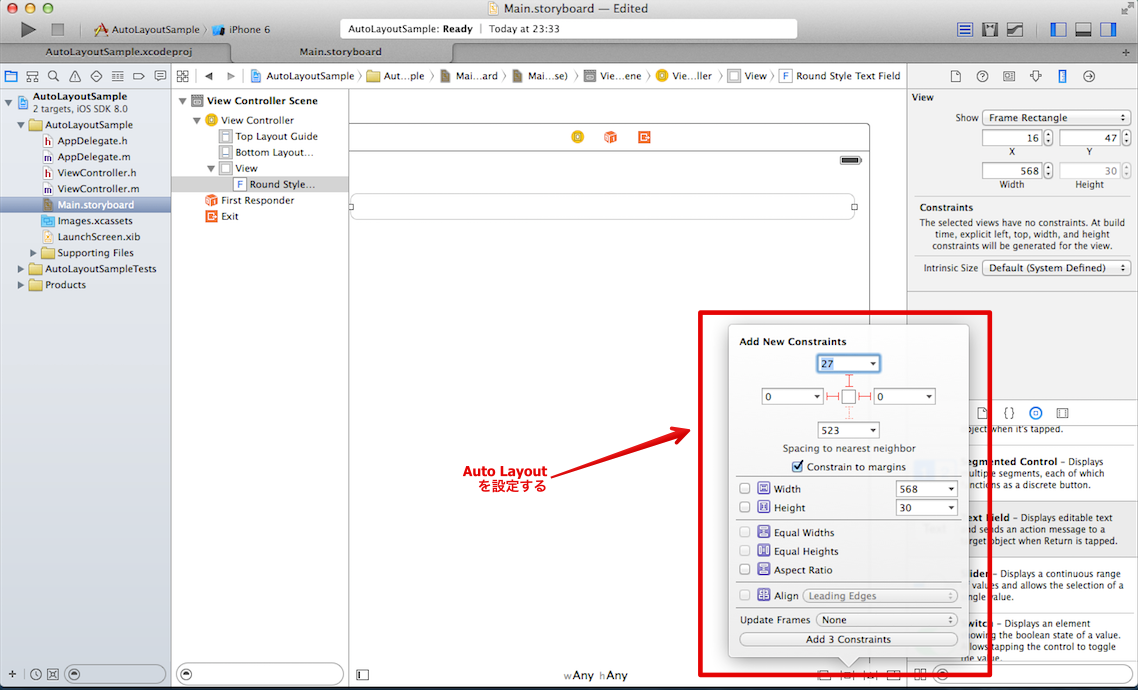 Main.storyboard — Edited
AutoLayoutSample
iPhone 6
AutoLayoutSample: Ready
Today at 23:33
AutoLayoutSample.xcodeproj
Main.storyboard
AutoLayoutSample
Aut...ple
Mai...ard
Mai...se)
Vie...ene
Vie...ller
View
F Round Style Text Field
AutoLayoutSample
2 targets, iOS SDK 8.0
AutoLayoutSample
h AppDelegate.h
m AppDelegate.m
h ViewController.h
m ViewController.m
Main.storyboard
Images.xcassets
LaunchScreen.xib
Supporting Files
AutoLayoutSampleTests
Products
View Controller Scene
View Controller
Top Layout Guide
Bottom Layout...
View
F Round Style...
First Responder
Exit
View
Show Frame Rectangle
16 47
X Y
568 30
Width Height
Constraints
The selected views have no constraints. At build
time, explicit left, top, width, and height
constraints will be generated for the view.
Intrinsic Size Default (System Defined)
Auto Layout
を設定する
Add New Constraints
27
0 0
523
Spacing to nearest neighbor
Constrain to margins
Width 568
Height 30
Equal Widths
Equal Heights
Aspect Ratio
Align Leading Edges
Update Frames None
Add 3 Constraints
{}
object when it's tapped.
Segmented Control – Displays
multiple segments, each of which
functions as a discrete button.
Text Field – Displays editable text
and sends an action message to a
target object when Return is tapped.
Slider – Displays a continuous range
of values and allows the selection of a
single value.
Switch – Displays an element
showing the boolean state of a value.
Allows tapping the control to toggle
the value.
wAny hAny